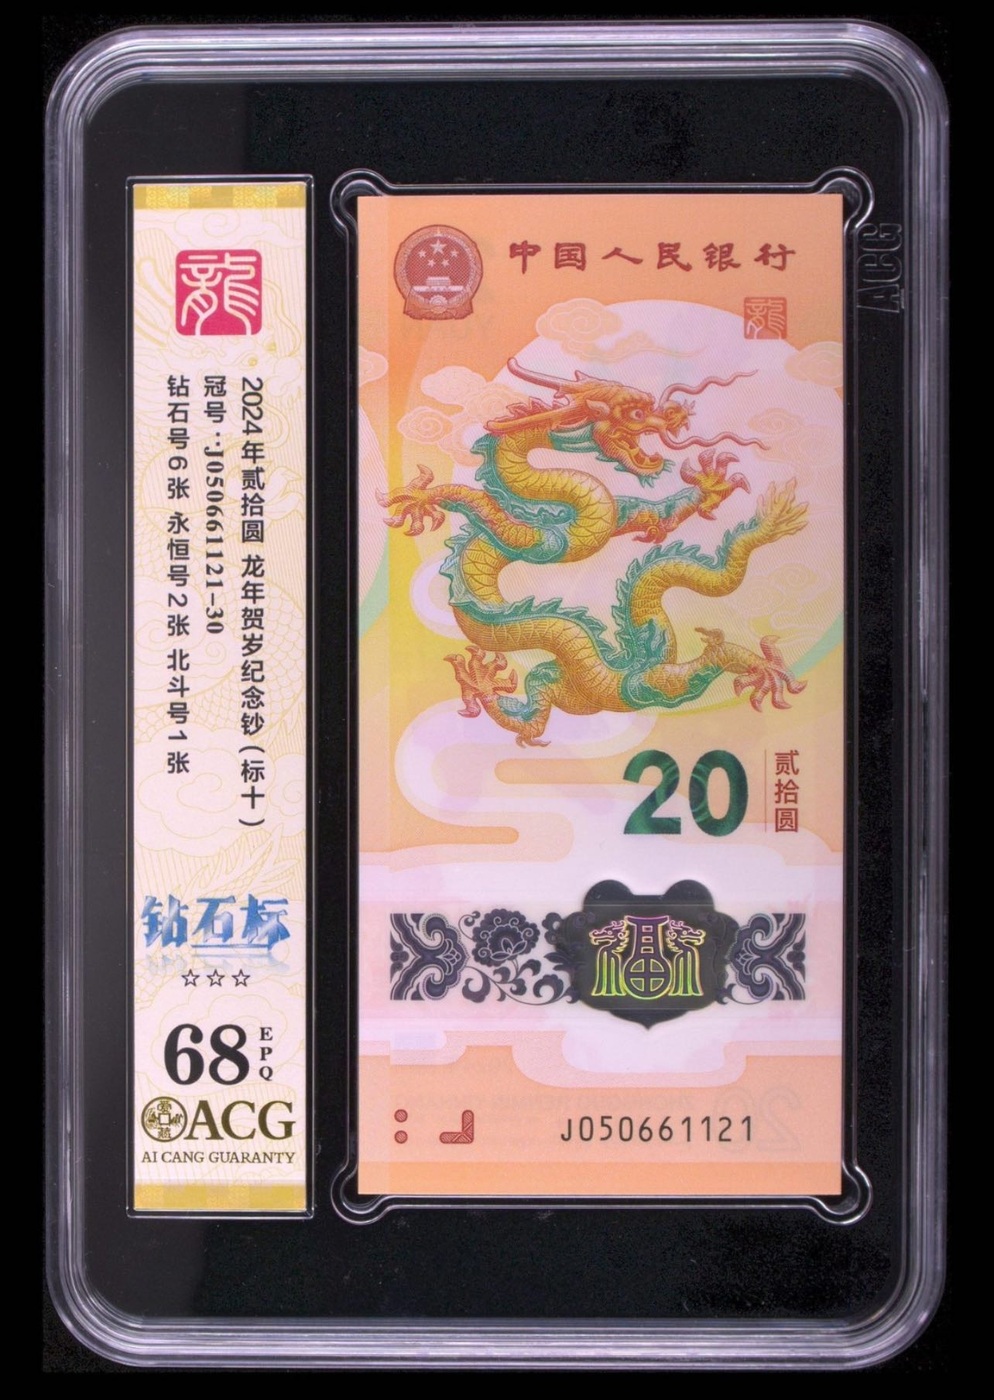 龍
2024年贰拾圆 龙年贺岁纪念钞(标十)
冠号:J050661121-30
钻石号6张 永恒号2张 北斗号1张
钻石标
☆☆☆
68 EPQ
ACG
AI CANG GUARANTY
中国人民银行
龍
20 贰拾圆
福
J050661121
ACG